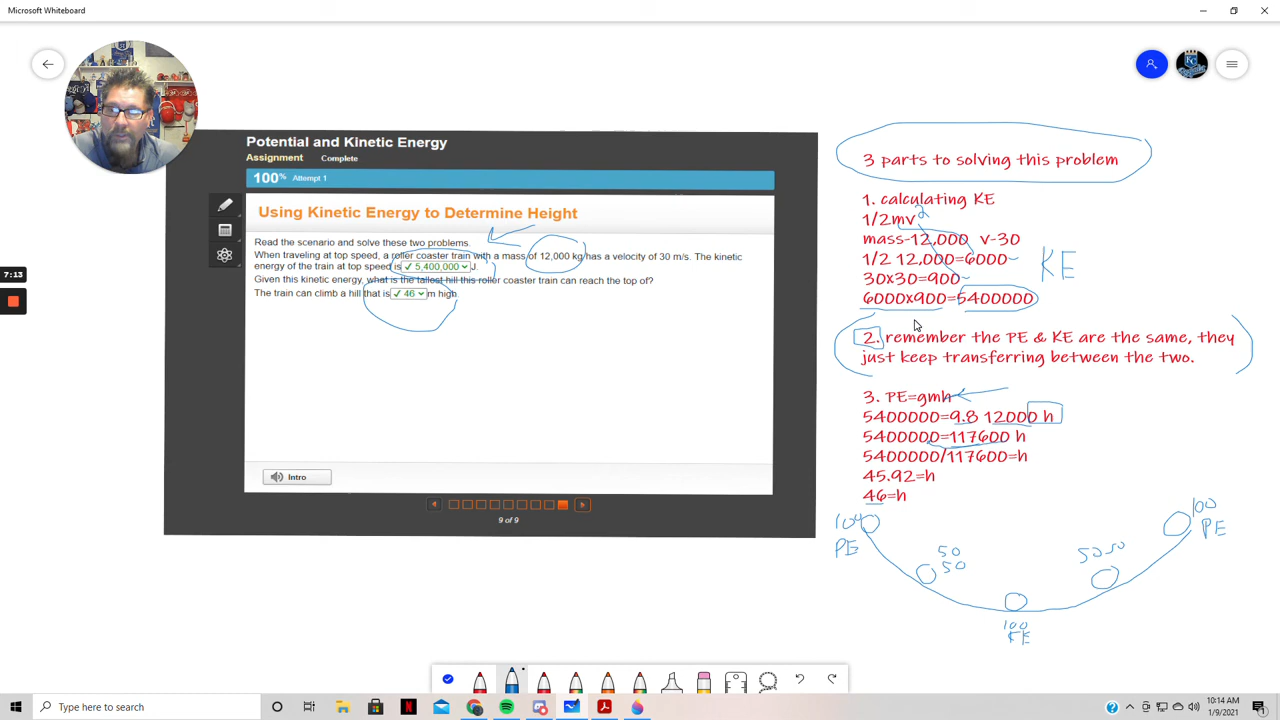 Microsoft Whiteboard
Potential and Kinetic Energy
Assignment Complete
100% Attempt 1
Using Kinetic Energy to Determine Height
Read the scenario and solve these two problems.
When traveling at top speed, a roller coaster train with a mass of 12,000 kg has a velocity of 30 m/s. The kinetic
energy of the train at top speed is ✓ 5,400,000 J.
Given this kinetic energy, what is the tallest hill this roller coaster train can reach the top of?
The train can climb a hill that is ✓ 46 m high.
Intro
9 of 9
7:13
3 parts to solving this problem
1. calculating KE
1/2mv2
mass-12,000 v-30
1/2 12,000=6000
30x30=900
6000x900=5400000
KE
2. remember the PE & KE are the same, they
just keep transferring between the two.
3. PE=gmh
5400000=9.8 12000 h
5400000=117600 h
5400000/117600=h
45.92=h
46=h
100
PE
50
50
100
KE
50 50
100
PE
Type here to search
10:14 AM
1/9/2021